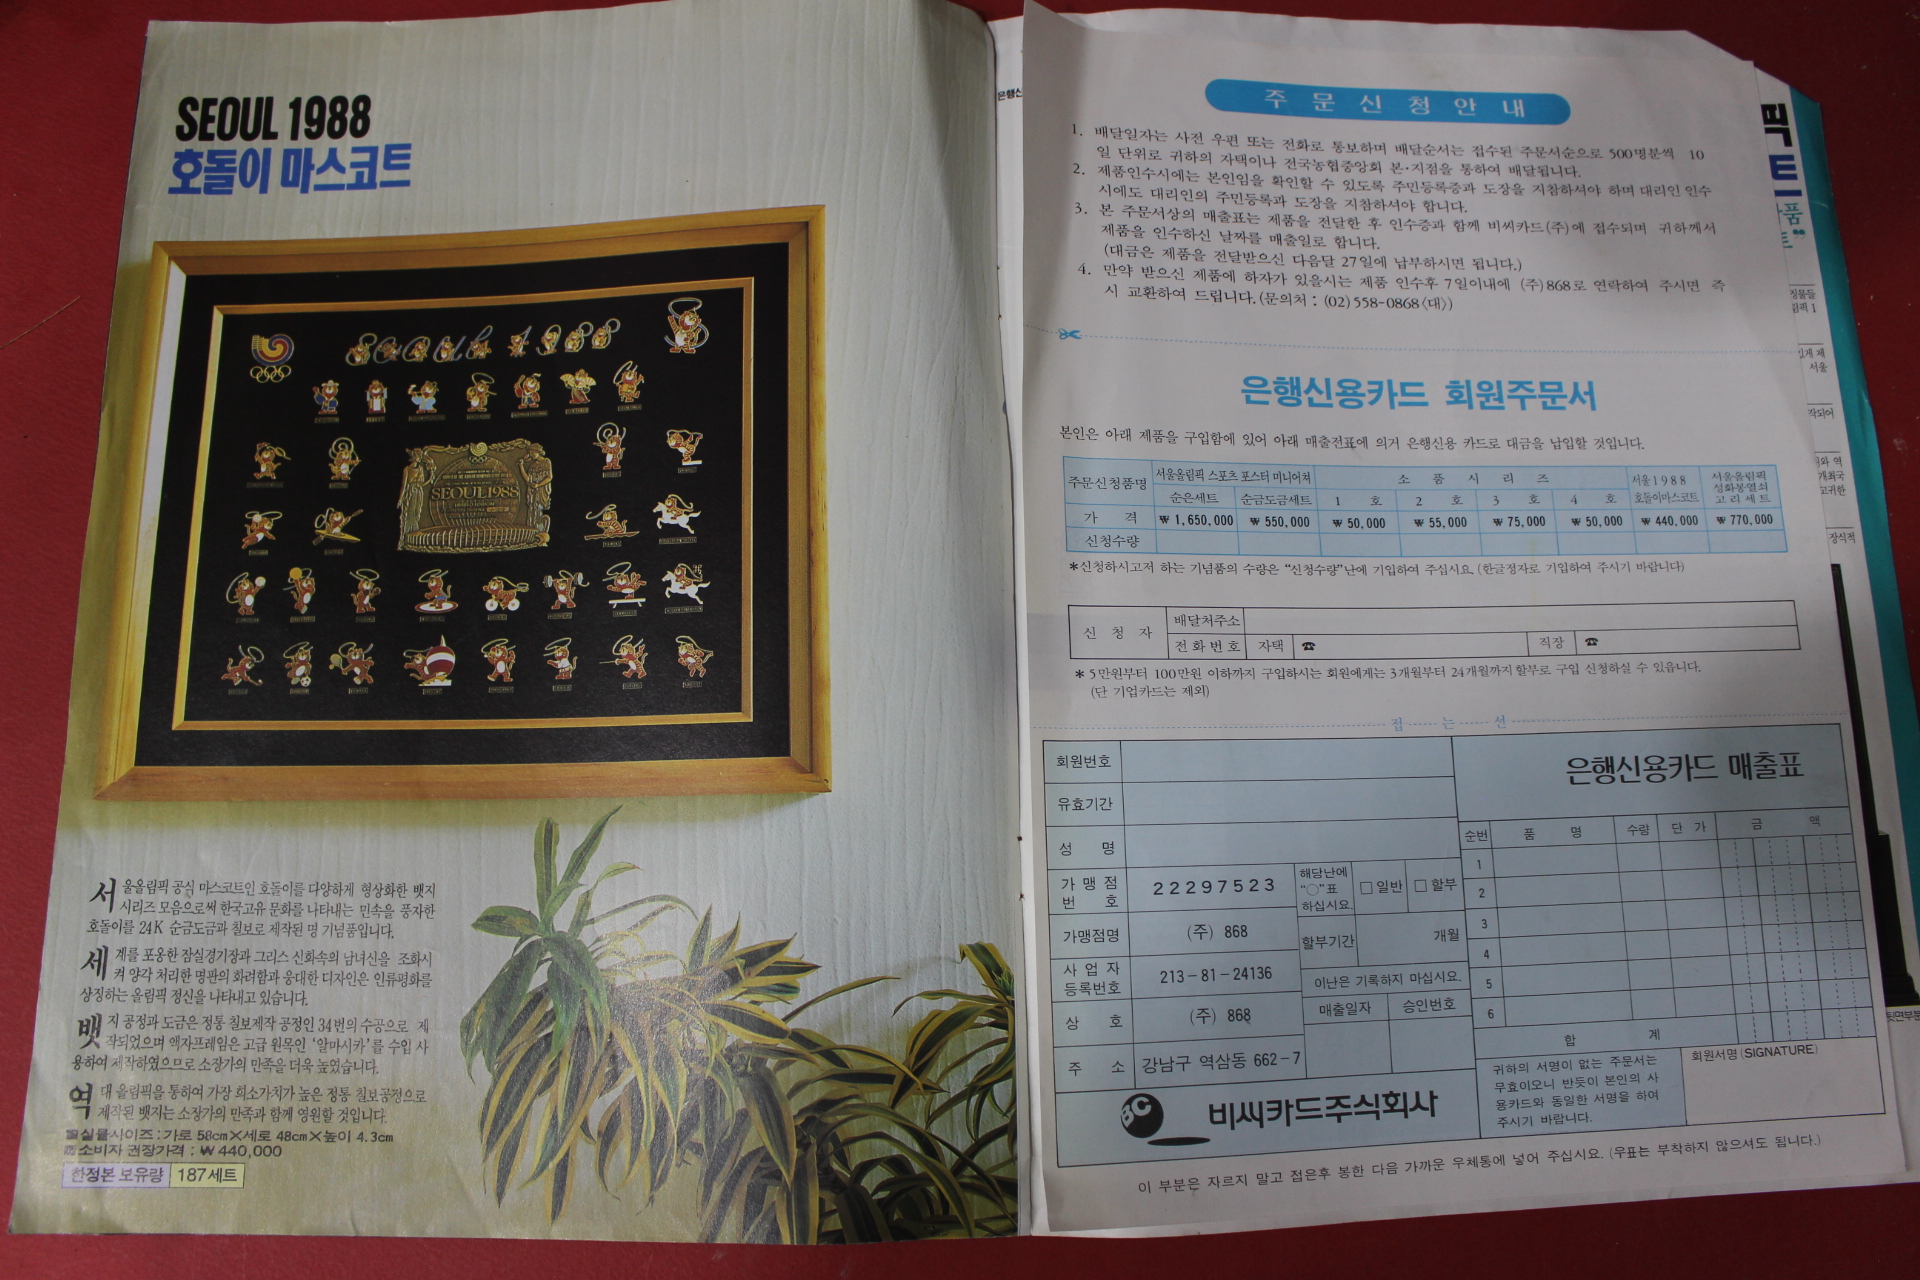 SEOUL 1988
호돌이 마스코트
Seoul 1988
SEOUL1988
서울올림픽 공식 마스코트인 호돌이를 다양하게 형상화한 뱃지
시리즈 모음으로써 한국고유 문화를 나타내는 민속을 풍자한
호돌이를 24K 순금도금과 칠보로 제작된 명 기념품입니다.
세계를 포옹한 잠실경기장과 그리스 신화속의 남녀신을 조화시
켜 양각 처리한 명판의 화려함과 웅대한 디자인은 인류평화를
상징하는 올림픽 정신을 나타내고 있습니다.
뱃지 공정과 도금은 정통 칠보제작 공정인 34번의 수공으로 제
작되었으며 액자프레임은 고급 원목인 '알마시카'를 수입 사
용하여 제작하였으므로 소장가의 만족을 더욱 높였습니다.
역대 올림픽을 통하여 가장 희소가치가 높은 정통 칠보공정으로
제작된 뱃지는 소장가의 만족과 함께 영원할 것입니다.
실물사이즈 : 가로 58cm×세로 48cm×높이 4.3cm
소비자 권장가격 : ₩ 440,000
한정본 보유량 187세트
은행신
주문신청안내
1. 배달일자는 사전 우편 또는 전화로 통보하며 배달순서는 접수된 주문서순으로 500명분씩 10
일 단위로 귀하의 자택이나 전국농협중앙회 본·지점을 통하여 배달됩니다.
2. 제품인수시에는 본인임을 확인할 수 있도록 주민등록증과 도장을 지참하셔야 하며 대리인 인수
시에도 대리인의 주민등록과 도장을 지참하셔야 합니다.
3. 본 주문서상의 매출표는 제품을 전달한 후 인수증과 함께 비씨카드(주)에 접수되며 귀하께서
제품을 인수하신 날짜를 매출일로 합니다.
(대금은 제품을 전달받으신 다음달 27일에 납부하시면 됩니다.)
4. 만약 받으신 제품에 하자가 있을시는 제품 인수후 7일이내에 (주)868로 연락하여 주시면 즉
시 교환하여 드립니다. (문의처 : (02) 558-0868〈대〉)
은행신용카드 회원주문서
본인은 아래 제품을 구입함에 있어 아래 매출전표에 의거 은행신용 카드로 대금을 납입할 것입니다.
주문신청품명 서울올림픽 스포츠 포스터 미니어쳐 소품시리즈 서울1988 호돌이마스코트 서울올림픽 성화봉열쇠 고리세트
순은세트 순금도금세트 1호 2호 3호 4호
가격 ₩ 1,650,000 ₩ 550,000 ₩ 50,000 ₩ 55,000 ₩ 75,000 ₩ 50,000 ₩ 440,000 ₩ 770,000
신청수량
*신청하시고저 하는 기념품의 수량은 "신청수량"난에 기입하여 주십시요. (한글정자로 기입하여 주시기 바랍니다)
신청자 배달처주소
전화번호 자택 ☎ 직장 ☎
* 5만원부터 100만원 이하까지 구입하시는 회원에게는 3개월부터 24개월까지 할부로 구입 신청하실 수 있읍니다.
(단 기업카드는 제외)
접는선
회원번호
유효기간
성명
가맹점번호 22297523 해당난에 "○"표 하십시요. □ 일반 □ 할부
가맹점명 (주) 868 할부기간 개월
사업자등록번호 213-81-24136 이난은 기록하지 마십시요.
상호 (주) 868 매출일자 승인번호
주소 강남구 역삼동 662-7
BC 비씨카드주식회사
은행신용카드 매출표
순번 품명 수량 단가 금액
1
2
3
4
5
6
합계
귀하의 서명이 없는 주문서는
무효이오니 반듯이 본인의 사
용카드와 동일한 서명을 하여
주시기 바랍니다.
회원서명 (SIGNATURE)
이 부분은 자르지 말고 접은후 봉한 다음 가까운 우체통에 넣어 주십시요. (우표는 부착하지 않으셔도 됩니다.)
픽
트
품
징물들
림픽 1
있게 제
서울
작되어
와 역
개최국
고귀한
장식적
뒷면부분